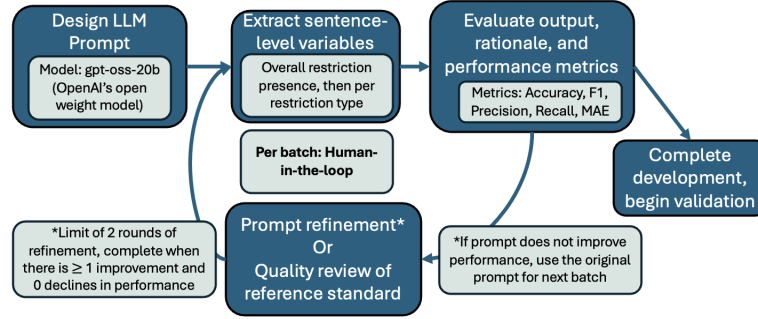 Design LLM
Prompt
Model: gpt-oss-20b
(OpenAI's open
weight model)
Extract sentence-
level variables
Overall restriction
presence, then per
restriction type
Evaluate output,
rationale, and
performance metrics
Metrics: Accuracy, F1,
Precision, Recall, MAE
Per batch: Human-
in-the-loop
Complete
development,
begin validation
*Limit of 2 rounds of
refinement, complete when
there is ≥ 1 improvement and
0 declines in performance
Prompt refinement*
Or
Quality review of
reference standard
*If prompt does not improve
performance, use the original
prompt for next batch